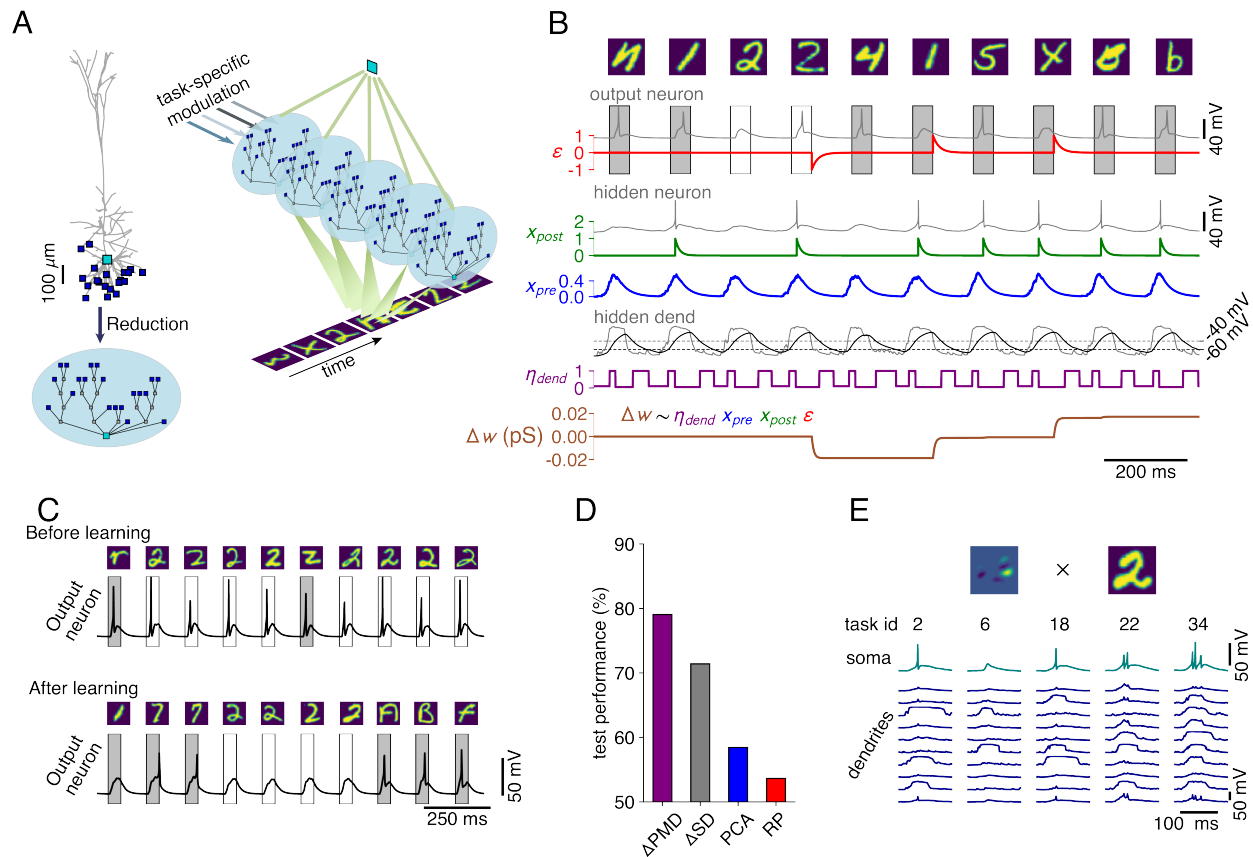 A
task-specific
modulation
100 μm
Reduction
time
B
output neuron
40 mV
ε
1
0
-1
hidden neuron
40 mV
x_post
2
1
0
x_pre
0.4
0.0
hidden dend
-40 mV
-60 mV
η_dend
1
0
Δw (pS)
0.02
0.00
-0.02
Δw ~ η_dend x_pre x_post ε
200 ms
C
Before learning
Output
neuron
After learning
Output
neuron
50 mV
250 ms
D
test performance (%)
90
80
70
60
50
ΔPMD
ΔSD
PCA
RP
E
×
2
task id 2 6 18 22 34
soma
50 mV
dendrites
50 mV
100 ms